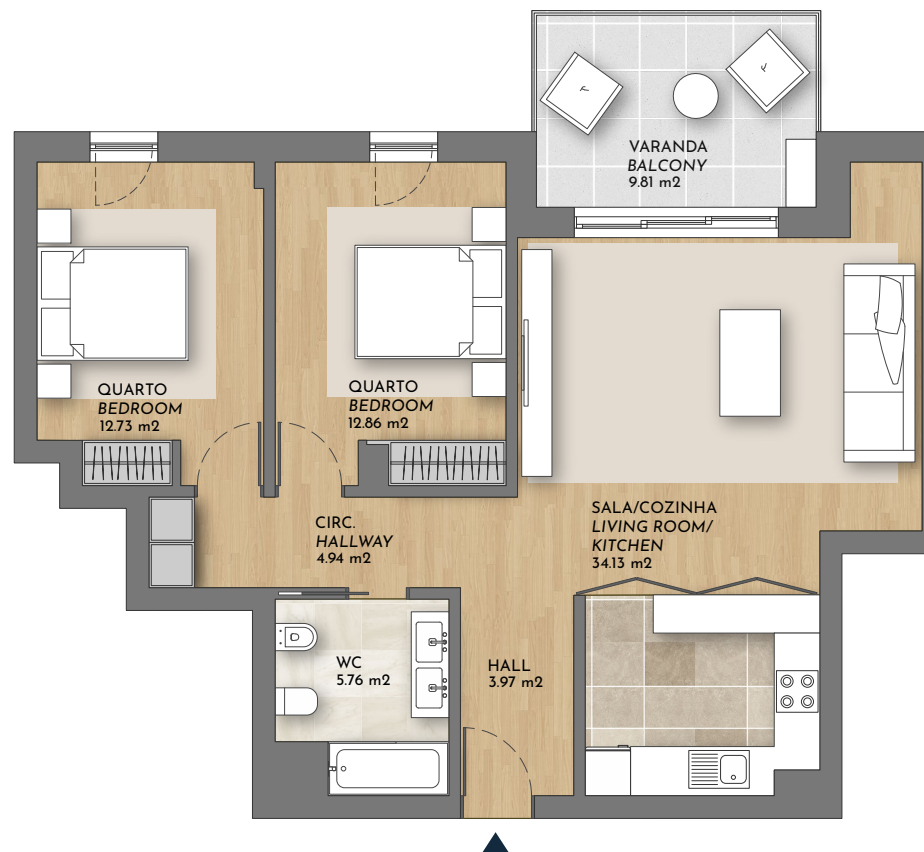 VARANDA
BALCONY
9.81 m2
QUARTO
BEDROOM
12.73 m2
QUARTO
BEDROOM
12.86 m2
CIRC.
HALLWAY
4.94 m2
SALA/COZINHA
LIVING ROOM/
KITCHEN
34.13 m2
WC
5.76 m2
HALL
3.97 m2